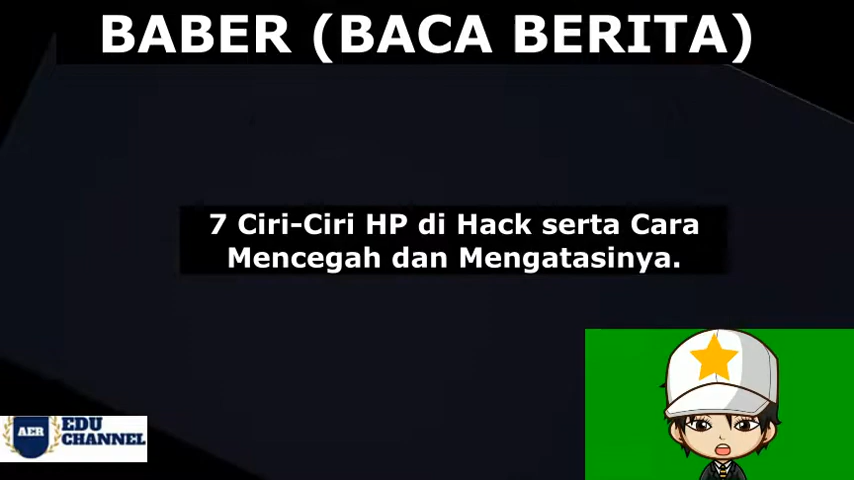 BABER (BACA BERITA)
7 Ciri-Ciri HP di Hack serta Cara
Mencegah dan Mengatasinya.
AER
EDU
CHANNEL